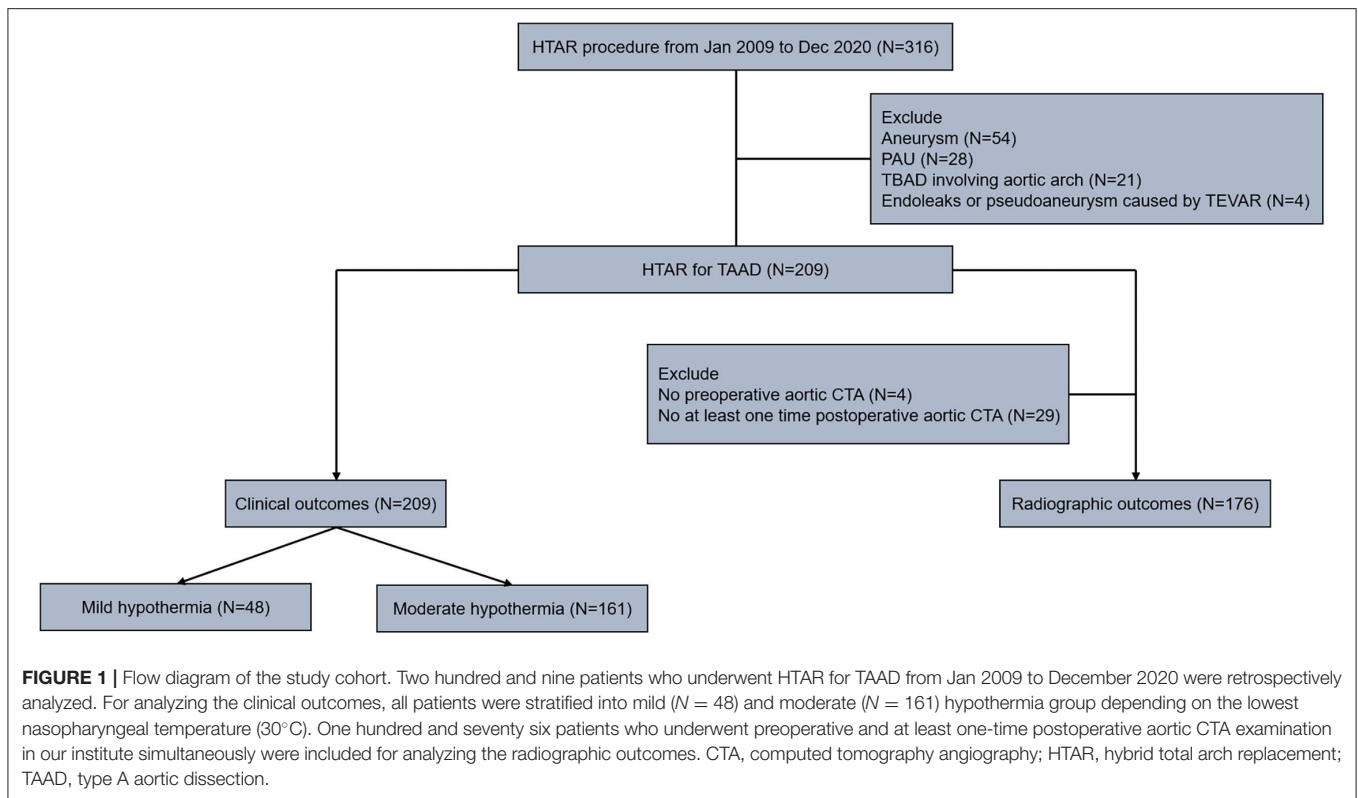 HTAR procedure from Jan 2009 to Dec 2020 (N=316)
Exclude
Aneurysm (N=54)
PAU (N=28)
TBAD involving aortic arch (N=21)
Endoleaks or pseudoaneurysm caused by TEVAR (N=4)
HTAR for TAAD (N=209)
Exclude
No preoperative aortic CTA (N=4)
No at least one time postoperative aortic CTA (N=29)
Clinical outcomes (N=209)
Radiographic outcomes (N=176)
Mild hypothermia (N=48)
Moderate hypothermia (N=161)
FIGURE 1 | Flow diagram of the study cohort. Two hundred and nine patients who underwent HTAR for TAAD from Jan 2009 to December 2020 were retrospectively
analyzed. For analyzing the clinical outcomes, all patients were stratified into mild (N = 48) and moderate (N = 161) hypothermia group depending on the lowest
nasopharyngeal temperature (30°C). One hundred and seventy six patients who underwent preoperative and at least one-time postoperative aortic CTA examination
in our institute simultaneously were included for analyzing the radiographic outcomes. CTA, computed tomography angiography; HTAR, hybrid total arch replacement;
TAAD, type A aortic dissection.